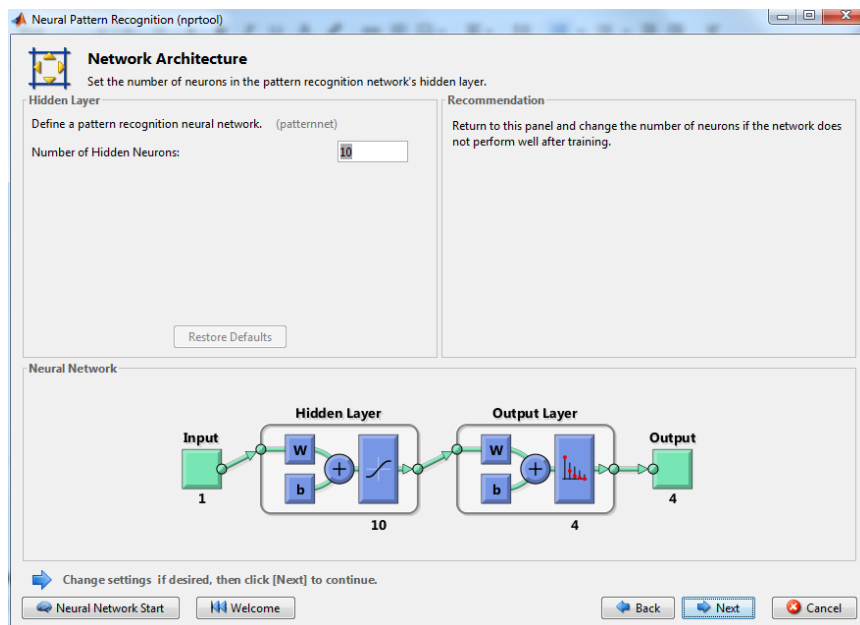 Neural Pattern Recognition (nprtool)
Network Architecture
Set the number of neurons in the pattern recognition network's hidden layer.
Hidden Layer
Define a pattern recognition neural network. (patternnet)
Number of Hidden Neurons: 10
Restore Defaults
Recommendation
Return to this panel and change the number of neurons if the network does
not perform well after training.
Neural Network
Hidden Layer Output Layer
Input Output
W W
b b
+ +
1 10 4 4
Change settings if desired, then click [Next] to continue.
Neural Network Start Welcome Back Next Cancel